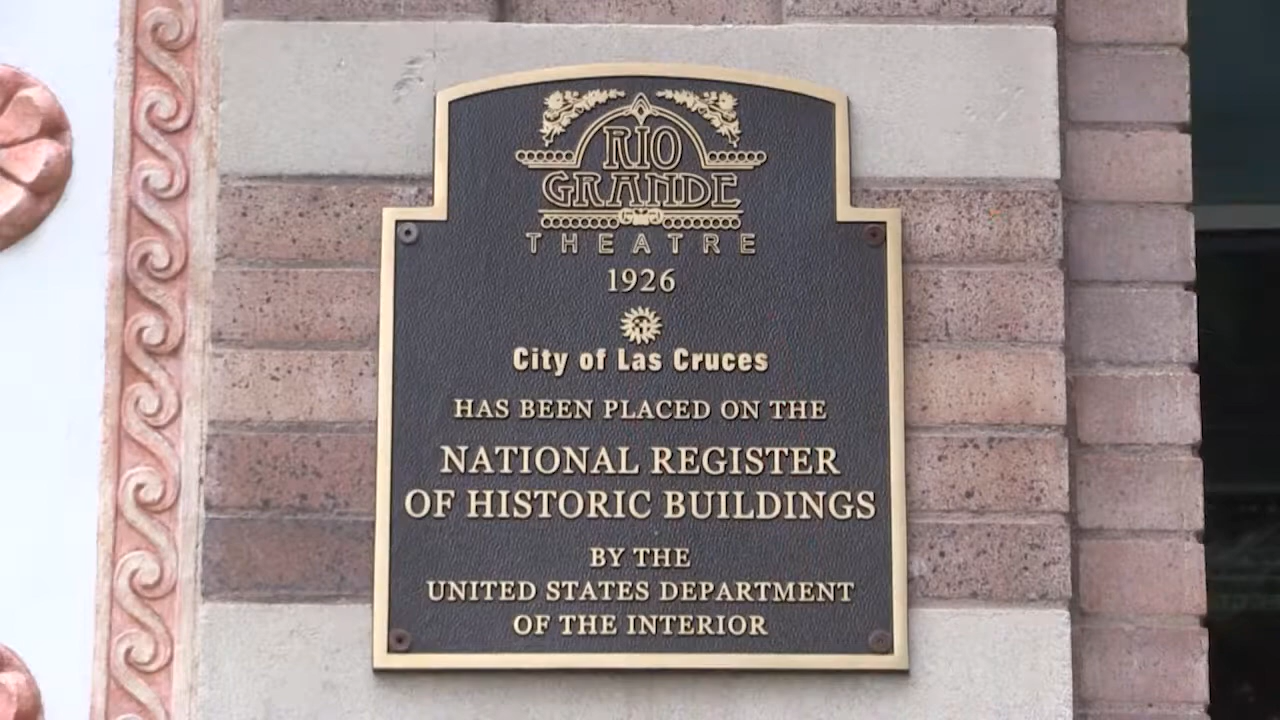 RIO
GRANDE
THEATRE
1926
City of Las Cruces
HAS BEEN PLACED ON THE
NATIONAL REGISTER
OF HISTORIC BUILDINGS
BY THE
UNITED STATES DEPARTMENT
OF THE INTERIOR